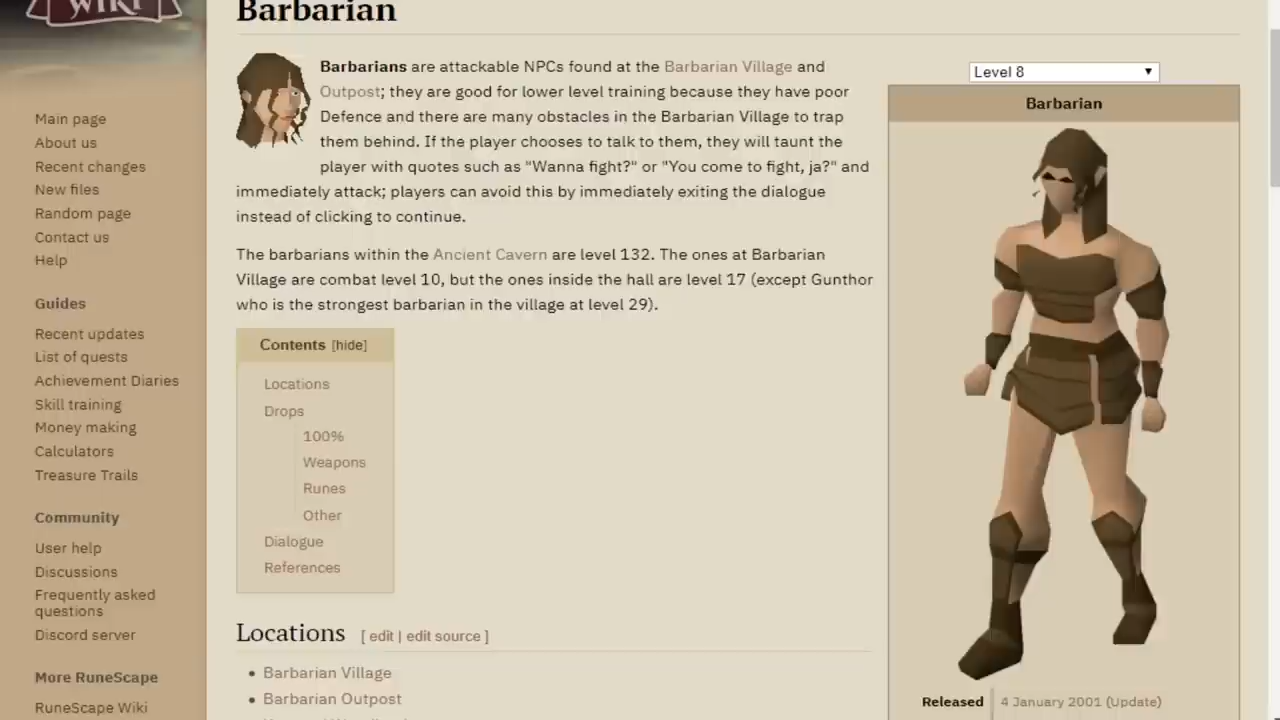 WIKI
Main page
About us
Recent changes
New files
Random page
Contact us
Help
Guides
Recent updates
List of quests
Achievement Diaries
Skill training
Money making
Calculators
Treasure Trails
Community
User help
Discussions
Frequently asked
questions
Discord server
More RuneScape
RuneScape Wiki
Barbarian
Barbarians are attackable NPCs found at the Barbarian Village and
Outpost; they are good for lower level training because they have poor
Defence and there are many obstacles in the Barbarian Village to trap
them behind. If the player chooses to talk to them, they will taunt the
player with quotes such as "Wanna fight?" or "You come to fight, ja?" and
immediately attack; players can avoid this by immediately exiting the dialogue
instead of clicking to continue.
The barbarians within the Ancient Cavern are level 132. The ones at Barbarian
Village are combat level 10, but the ones inside the hall are level 17 (except Gunthor
who is the strongest barbarian in the village at level 29).
Contents [hide]
Locations
Drops
100%
Weapons
Runes
Other
Dialogue
References
Locations [ edit | edit source ]
• Barbarian Village
• Barbarian Outpost
Level 8
Barbarian
Released 4 January 2001 (Update)